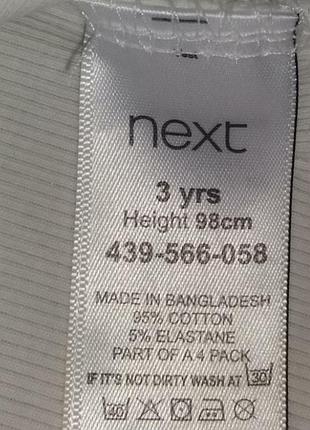 next
3 yrs
Height 98cm
439-566-058
MADE IN BANGLADESH
95% COTTON
5% ELASTANE
PART OF A 4 PACK
IF IT'S NOT DIRTY WASH AT 30
40